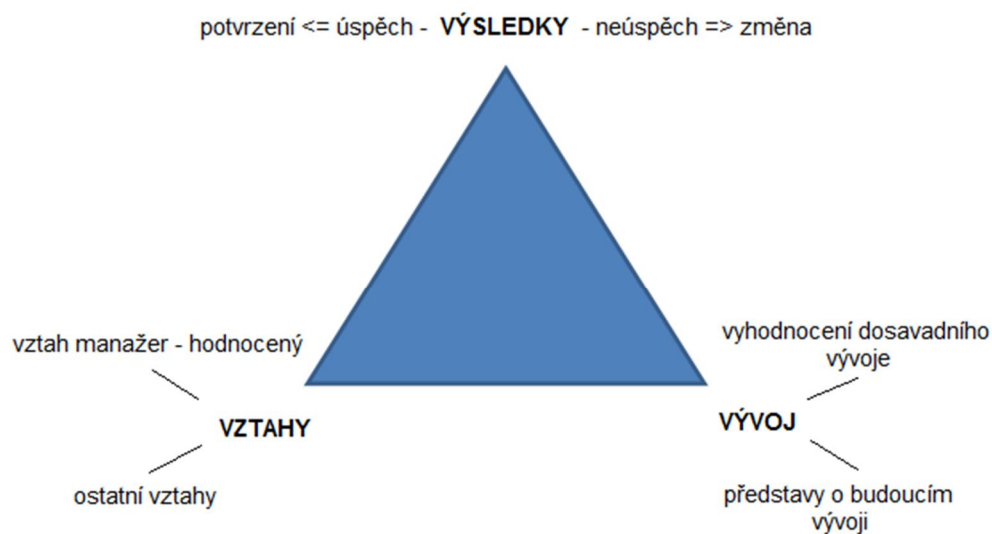 potvrzení <= úspěch - VÝSLEDKY - neúspěch => změna
vztah manažer - hodnocený
VZTAHY
ostatní vztahy
vyhodnocení dosavadního
vývoje
VÝVOJ
představy o budoucím
vývoji